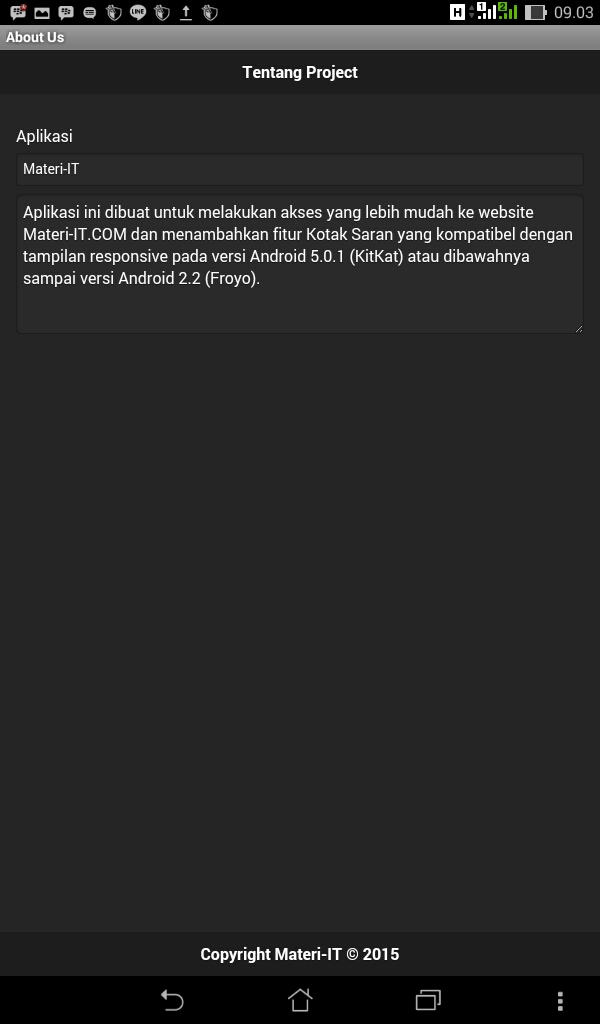 H 1 2 09.03
About Us
Tentang Project
Aplikasi
Materi-IT
Aplikasi ini dibuat untuk melakukan akses yang lebih mudah ke website
Materi-IT.COM dan menambahkan fitur Kotak Saran yang kompatibel dengan
tampilan responsive pada versi Android 5.0.1 (KitKat) atau dibawahnya
sampai versi Android 2.2 (Froyo).
Copyright Materi-IT © 2015